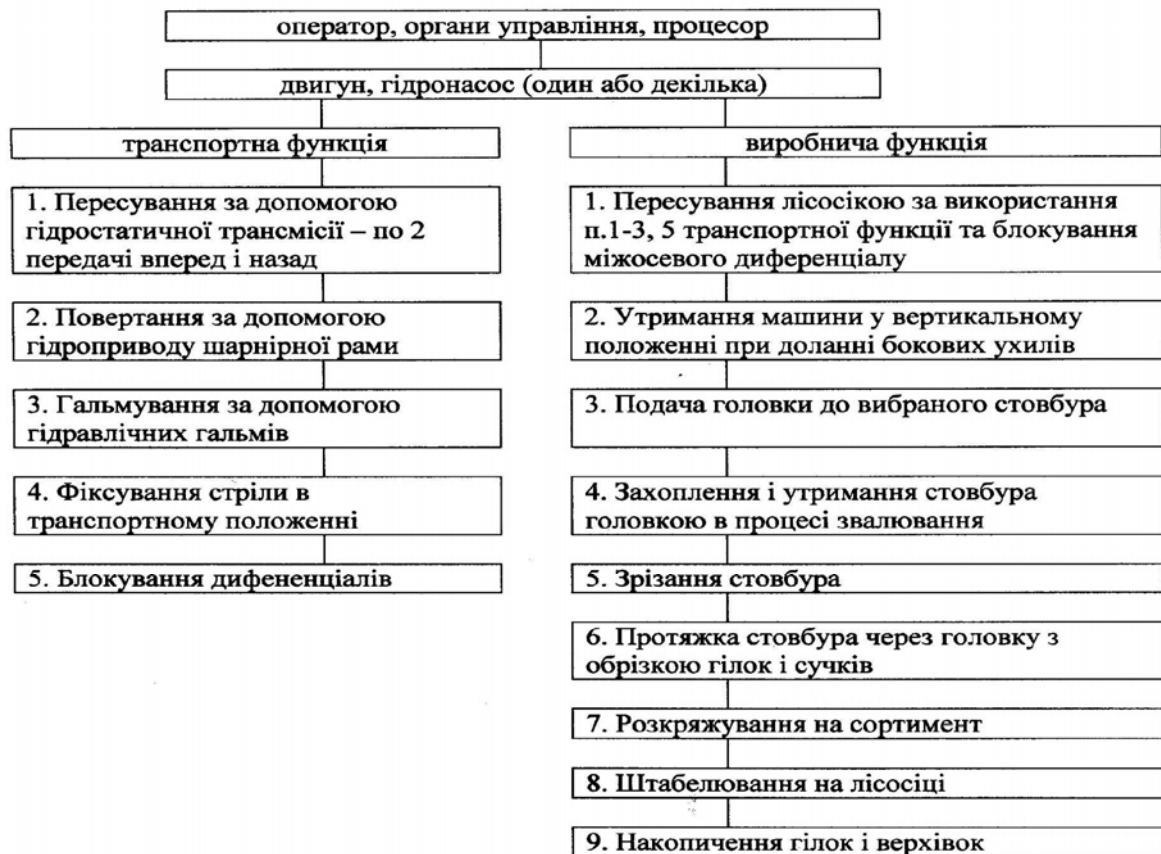 оператор, органи управління, процесор
двигун, гідронасос (один або декілька)
транспортна функція
1. Пересування за допомогою
гідростатичної трансмісії – по 2
передачі вперед і назад
2. Повертання за допомогою
гідроприводу шарнірної рами
3. Гальмування за допомогою
гідравлічних гальмів
4. Фіксування стріли в
транспортному положенні
5. Блокування дифененціалів
виробнича функція
1. Пересування лісосікою за використання
п.1-3, 5 транспортної функції та блокування
міжосевого диференціалу
2. Утримання машини у вертикальному
положенні при доланні бокових ухилів
3. Подача головки до вибраного стовбура
4. Захоплення і утримання стовбура
головкою в процесі звалювання
5. Зрізання стовбура
6. Протяжка стовбура через головку з
обрізкою гілок і сучків
7. Розкряжування на сортимент
8. Штабелювання на лісосіці
9. Накопичення гілок і верхівок